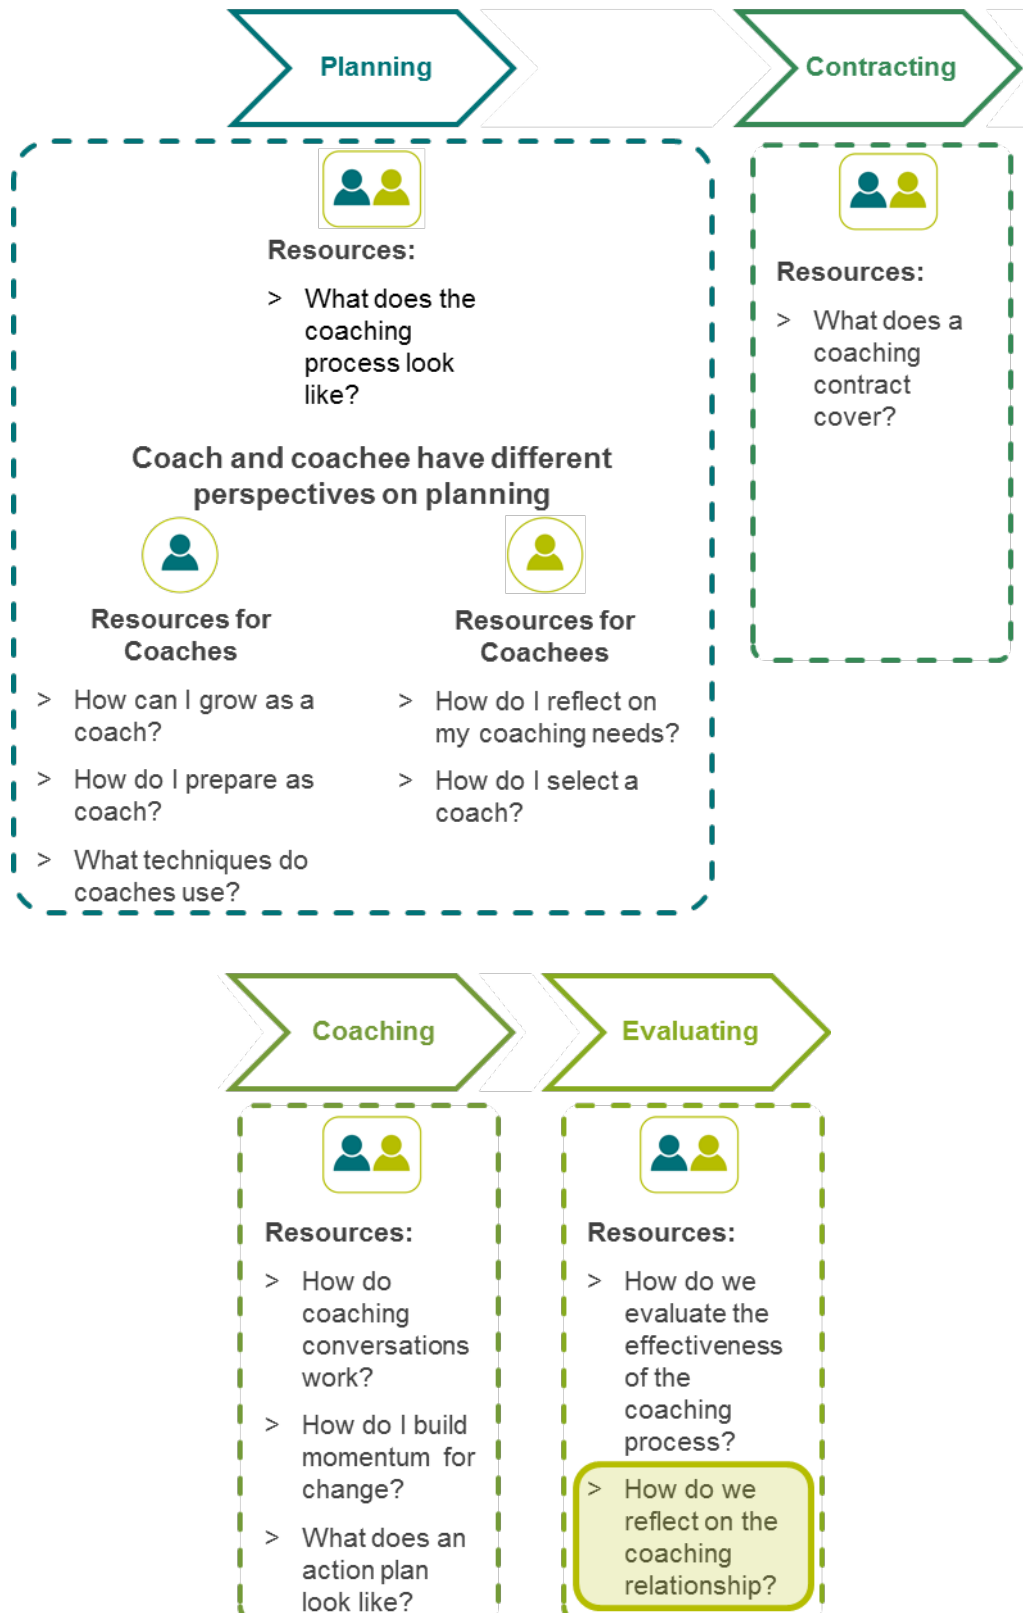 Planning
Contracting
Resources:
> What does the
coaching
process look
like?
Coach and coachee have different
perspectives on planning
Resources for
Coaches
> How can I grow as a
coach?
> How do I prepare as
coach?
> What techniques do
coaches use?
Resources for
Coachees
> How do I reflect on
my coaching needs?
> How do I select a
coach?
Resources:
> What does a
coaching
contract
cover?
Coaching
Evaluating
Resources:
> How do
coaching
conversations
work?
> How do I build
momentum for
change?
> What does an
action plan
look like?
Resources:
> How do we
evaluate the
effectiveness
of the
coaching
process?
> How do we
reflect on the
coaching
relationship?